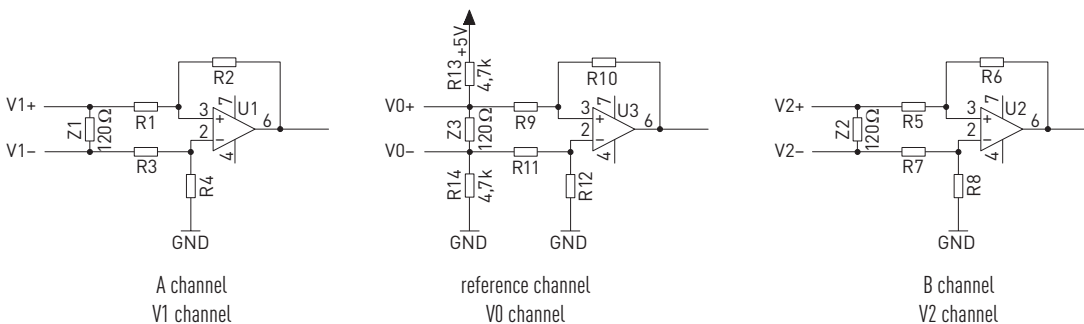 V1+
V1−
Z1
120 Ω
R1
R3
R2
3
2
7
4
6
+
−
U1
R4
GND
A channel
V1 channel
+5V
R13
4,7k
V0+
V0−
Z3
120 Ω
R14
4,7k
GND
R9
R11
R10
3
2
7
4
6
+
−
U3
R12
GND
reference channel
V0 channel
V2+
V2−
Z2
120 Ω
R5
R7
R6
3
2
7
4
6
+
−
U2
R8
GND
B channel
V2 channel